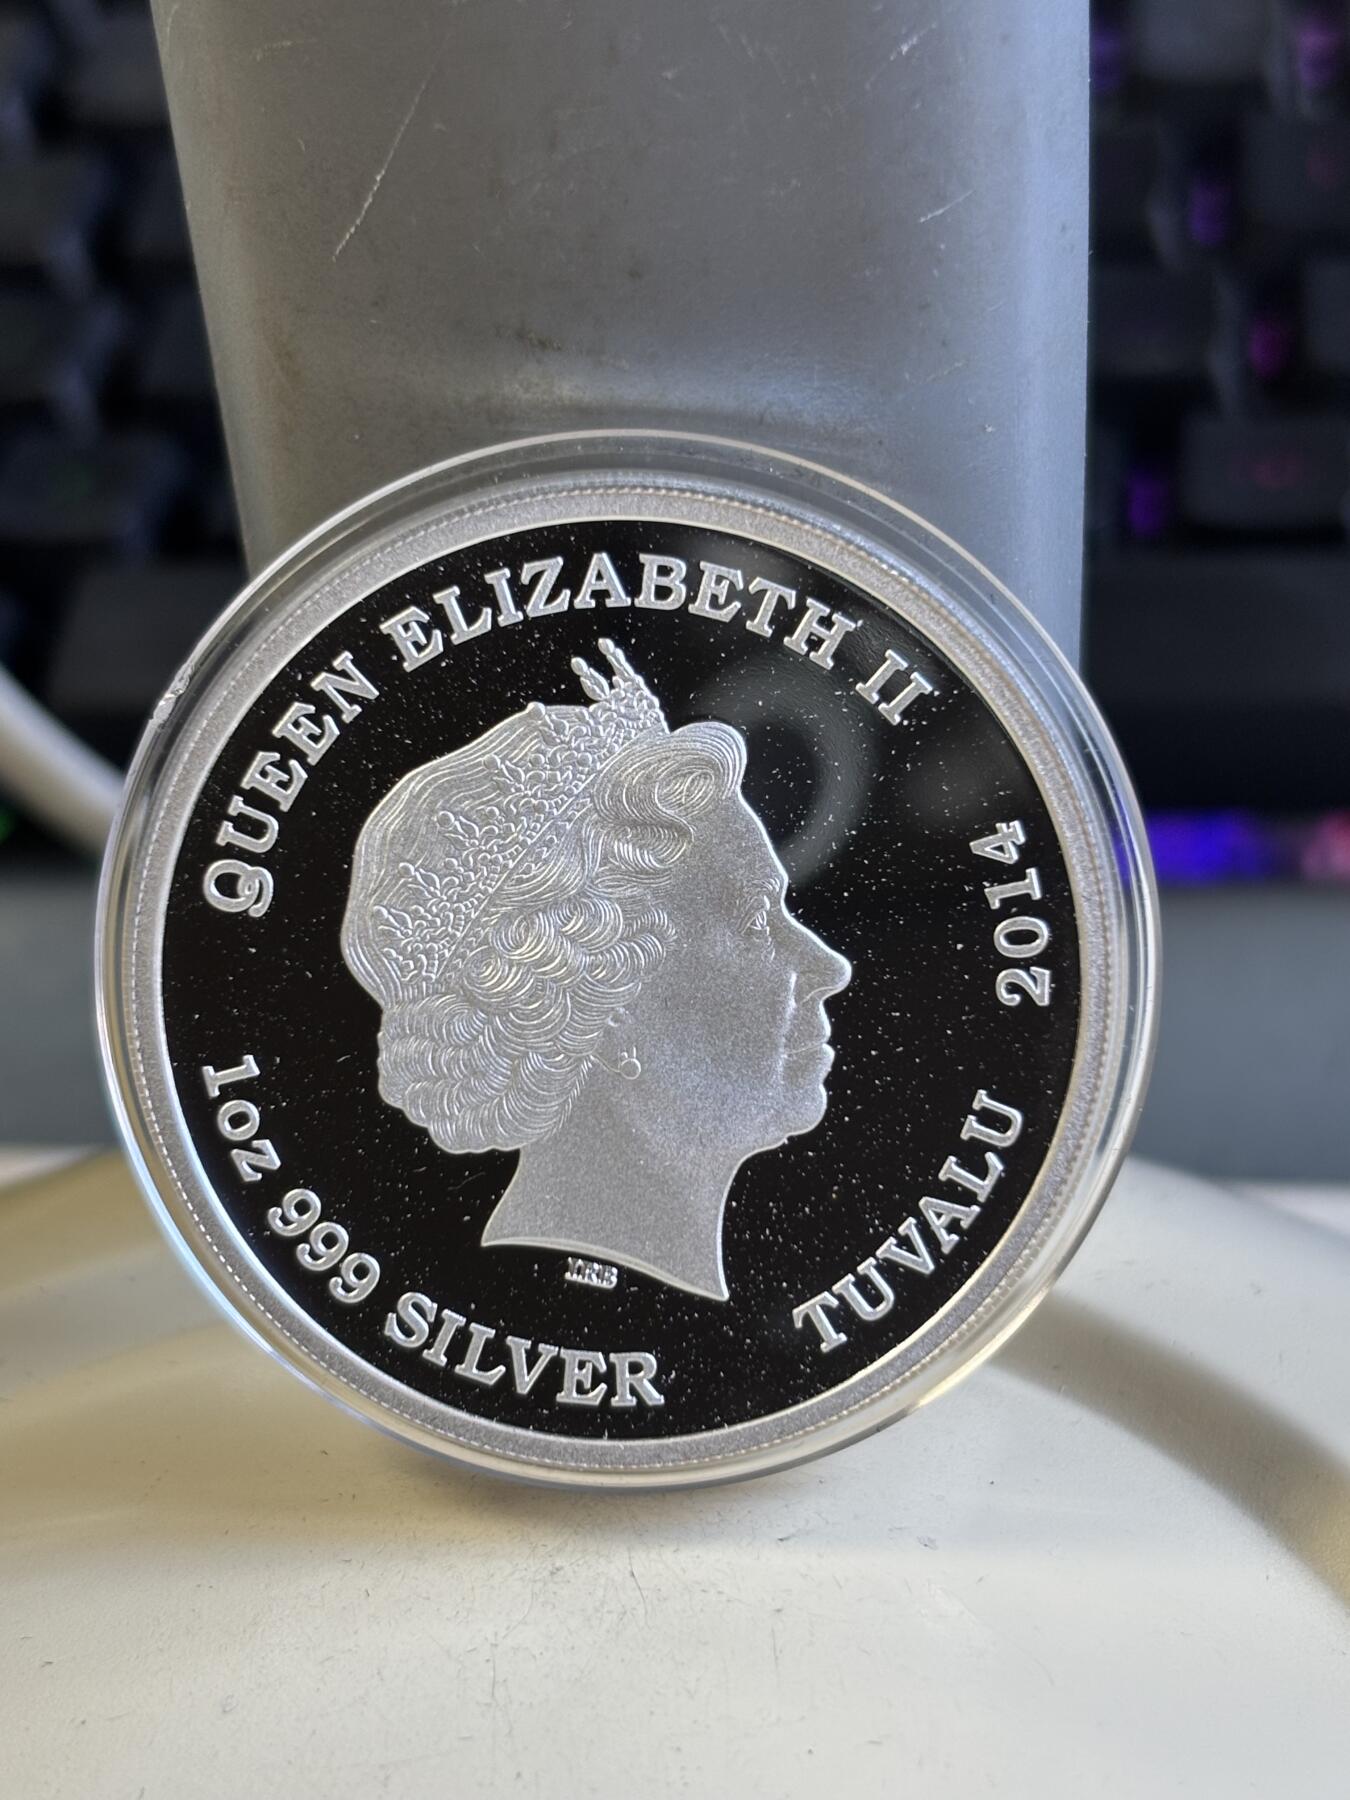 QUEEN ELIZABETH II
2014
TUVALU
1oz 999 SILVER
IRB